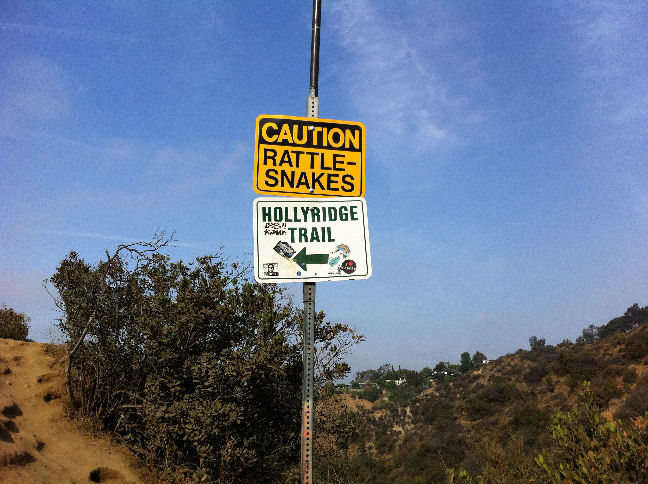 CAUTION
RATTLE-
SNAKES
HOLLYRIDGE
TRAIL